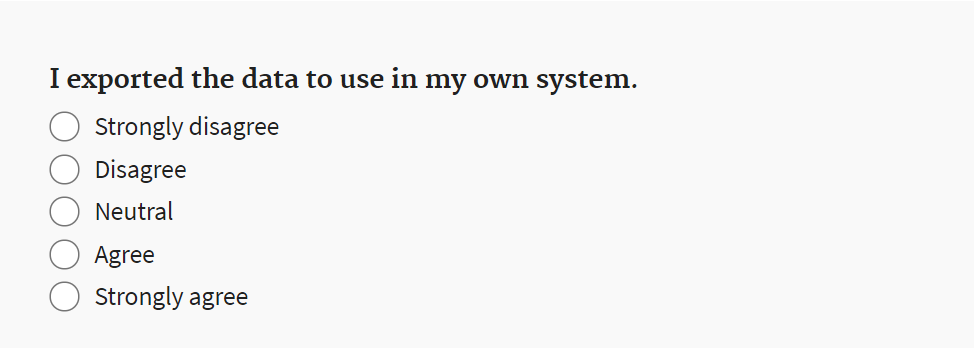 I exported the data to use in my own system.
Strongly disagree
Disagree
Neutral
Agree
Strongly agree